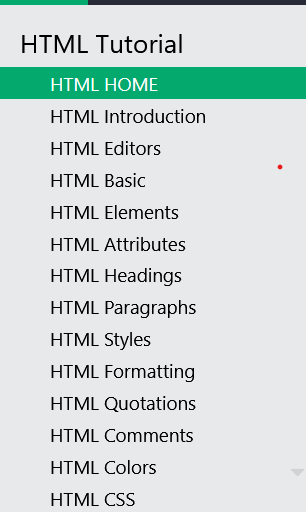 HTML Tutorial
HTML HOME
HTML Introduction
HTML Editors
HTML Basic
HTML Elements
HTML Attributes
HTML Headings
HTML Paragraphs
HTML Styles
HTML Formatting
HTML Quotations
HTML Comments
HTML Colors
HTML CSS